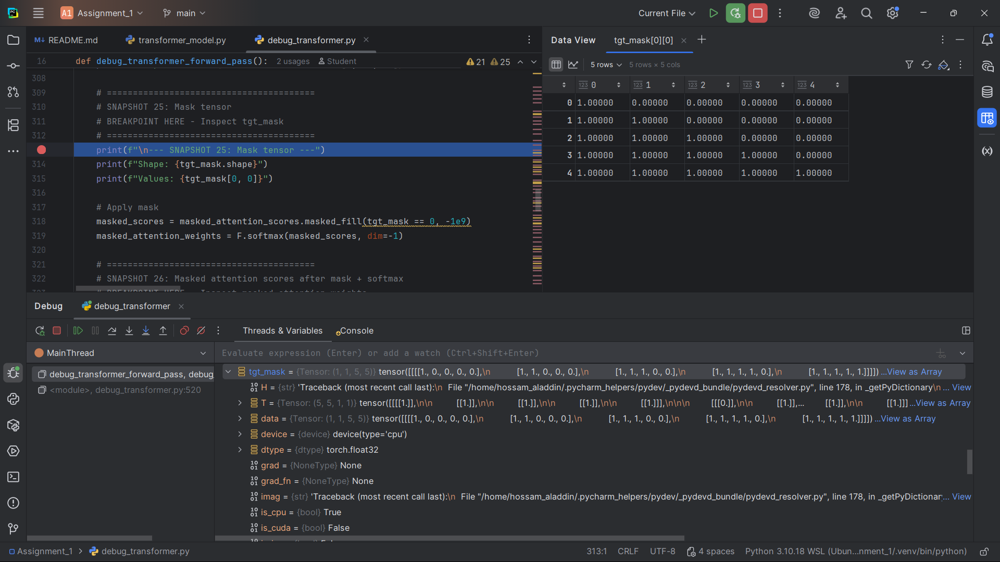 A1 Assignment_1 main Current File
README.md transformer_model.py debug_transformer.py Data View tgt_mask[0][0]
16 def debug_transformer_forward_pass(): 2 usages Student 21 25 5 rows 5 rows × 5 cols
308
309 # ========================================
310 # SNAPSHOT 25: Mask tensor
311 # BREAKPOINT HERE - Inspect tgt_mask
312 # ========================================
print(f"\n--- SNAPSHOT 25: Mask tensor ---")
314 print(f"Shape: {tgt_mask.shape}")
315 print(f"Values: {tgt_mask[0, 0]}")
316
317 # Apply mask
318 masked_scores = masked_attention_scores.masked_fill(tgt_mask == 0, -1e9)
319 masked_attention_weights = F.softmax(masked_scores, dim=-1)
320
321 # ========================================
322 # SNAPSHOT 26: Masked attention scores after mask + softmax
0 1 2 3 4
0 1.00000 0.00000 0.00000 0.00000 0.00000
1 1.00000 1.00000 0.00000 0.00000 0.00000
2 1.00000 1.00000 1.00000 0.00000 0.00000
3 1.00000 1.00000 1.00000 1.00000 0.00000
4 1.00000 1.00000 1.00000 1.00000 1.00000
Debug debug_transformer
Threads & Variables Console
MainThread
debug_transformer_forward_pass, debug_
<module>, debug_transformer.py:520
Evaluate expression (Enter) or add a watch (Ctrl+Shift+Enter)
tgt_mask = {Tensor: (1, 1, 5, 5)} tensor([[[[1., 0., 0., 0., 0.],\n [1., 1., 0., 0., 0.],\n [1., 1., 1., 0., 0.],\n [1., 1., 1., 1., 0.],\n [1., 1., 1., 1., 1.]]]]) ...View as Array
H = {str} 'Traceback (most recent call last):\n File "/home/hossam_aladdin/.pycharm_helpers/pydev/_pydevd_bundle/pydevd_resolver.py", line 178, in _getPyDictionary\n ... View
T = {Tensor: (5, 5, 1, 1)} tensor([[[[1.]],\n\n [[1.]],\n\n [[1.]],\n\n [[1.]],\n\n [[1.]]],\n\n\n [[[0.]],\n\n [[1.]],... [[1.]],\n\n [[1.]]] ...View as Array
data = {Tensor: (1, 1, 5, 5)} tensor([[[[1., 0., 0., 0., 0.],\n [1., 1., 0., 0., 0.],\n [1., 1., 1., 0., 0.],\n [1., 1., 1., 1., 0.],\n [1., 1., 1., 1., 1.]]]]) ...View as Array
device = {device} device(type='cpu')
dtype = {dtype} torch.float32
grad = {NoneType} None
grad_fn = {NoneType} None
imag = {str} 'Traceback (most recent call last):\n File "/home/hossam_aladdin/.pycharm_helpers/pydev/_pydevd_bundle/pydevd_resolver.py", line 178, in _getPyDictionar ... View
is_cpu = {bool} True
is_cuda = {bool} False
Assignment_1 > debug_transformer.py 313:1 CRLF UTF-8 4 spaces Python 3.10.18 WSL (Ubun...nment_1/.venv/bin/python)